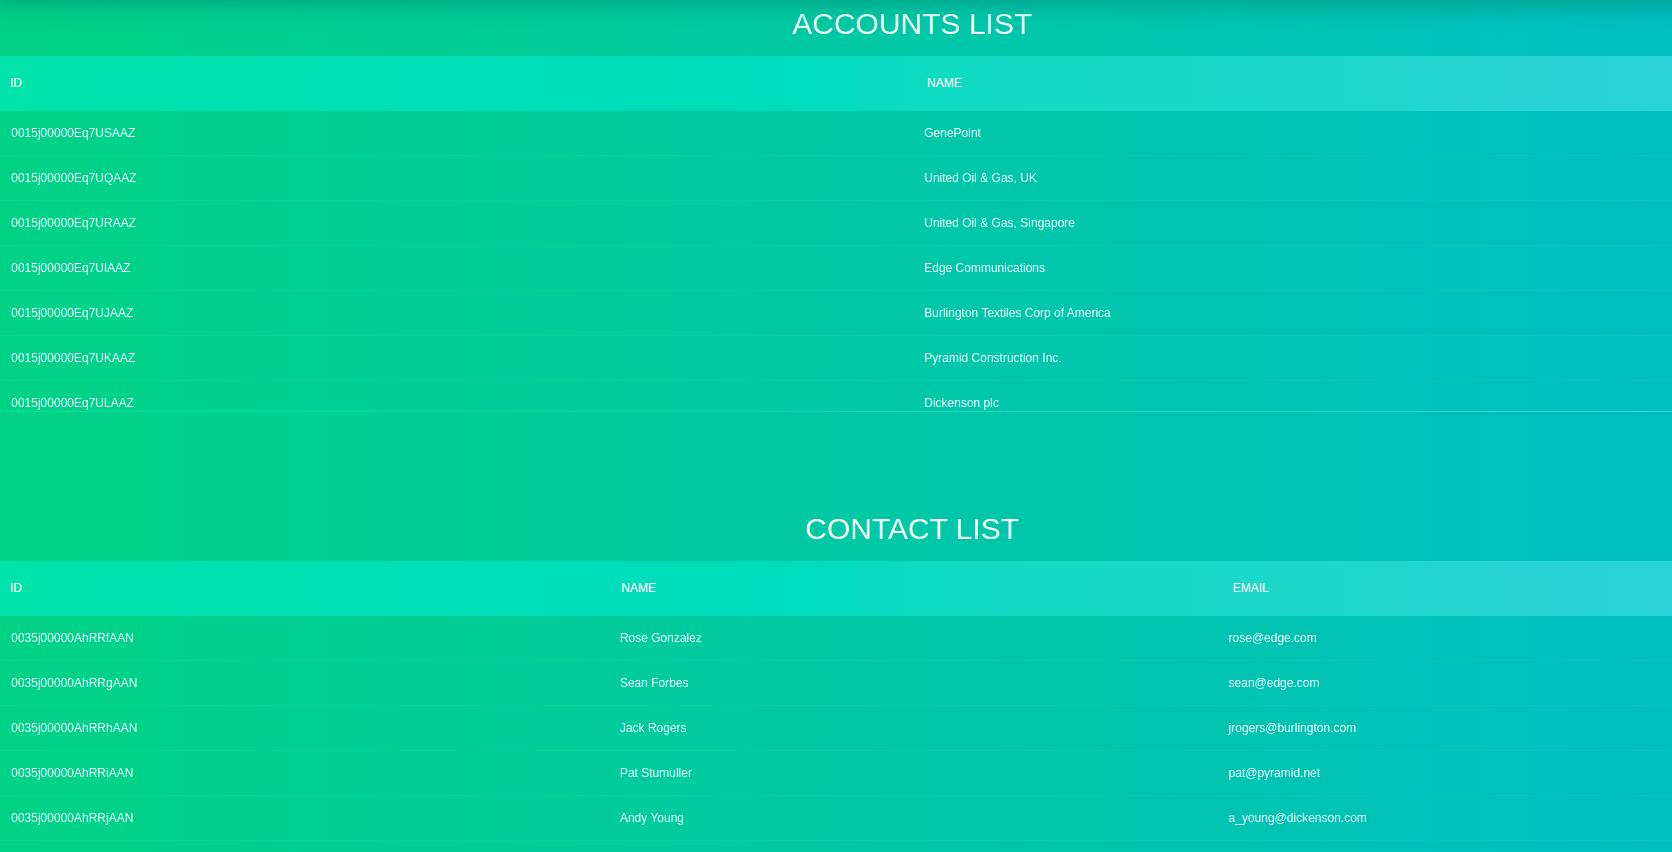 ACCOUNTS LIST
ID NAME
0015j00000Eq7USAAZ GenePoint
0015j00000Eq7UQAAZ United Oil & Gas, UK
0015j00000Eq7URAAZ United Oil & Gas, Singapore
0015j00000Eq7UIAAZ Edge Communications
0015j00000Eq7UJAAZ Burlington Textiles Corp of America
0015j00000Eq7UKAAZ Pyramid Construction Inc.
0015j00000Eq7ULAAZ Dickenson plc
CONTACT LIST
ID NAME EMAIL
0035j00000AhRRfAAN Rose Gonzalez rose@edge.com
0035j00000AhRRgAAN Sean Forbes sean@edge.com
0035j00000AhRRhAAN Jack Rogers jrogers@burlington.com
0035j00000AhRRiAAN Pat Stumuller pat@pyramid.net
0035j00000AhRRjAAN Andy Young a_young@dickenson.com